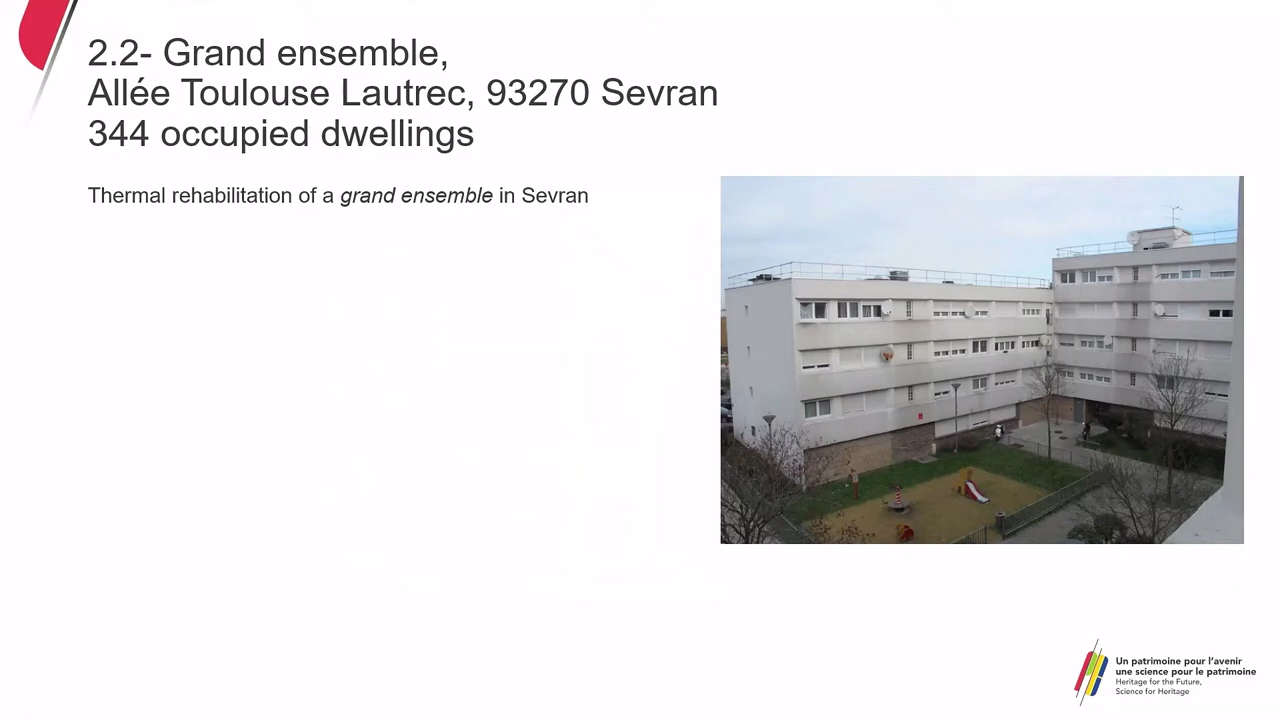 2.2- Grand ensemble,
Allée Toulouse Lautrec, 93270 Sevran
344 occupied dwellings
Thermal rehabilitation of a grand ensemble in Sevran
Un patrimoine pour l'avenir
une science pour le patrimoine
Heritage for the Future,
Science for Heritage